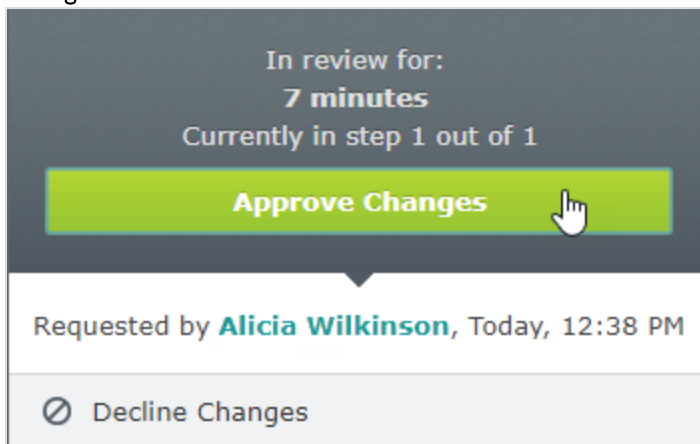 In review for:
7 minutes
Currently in step 1 out of 1
Approve Changes
Requested by Alicia Wilkinson, Today, 12:38 PM
Decline Changes